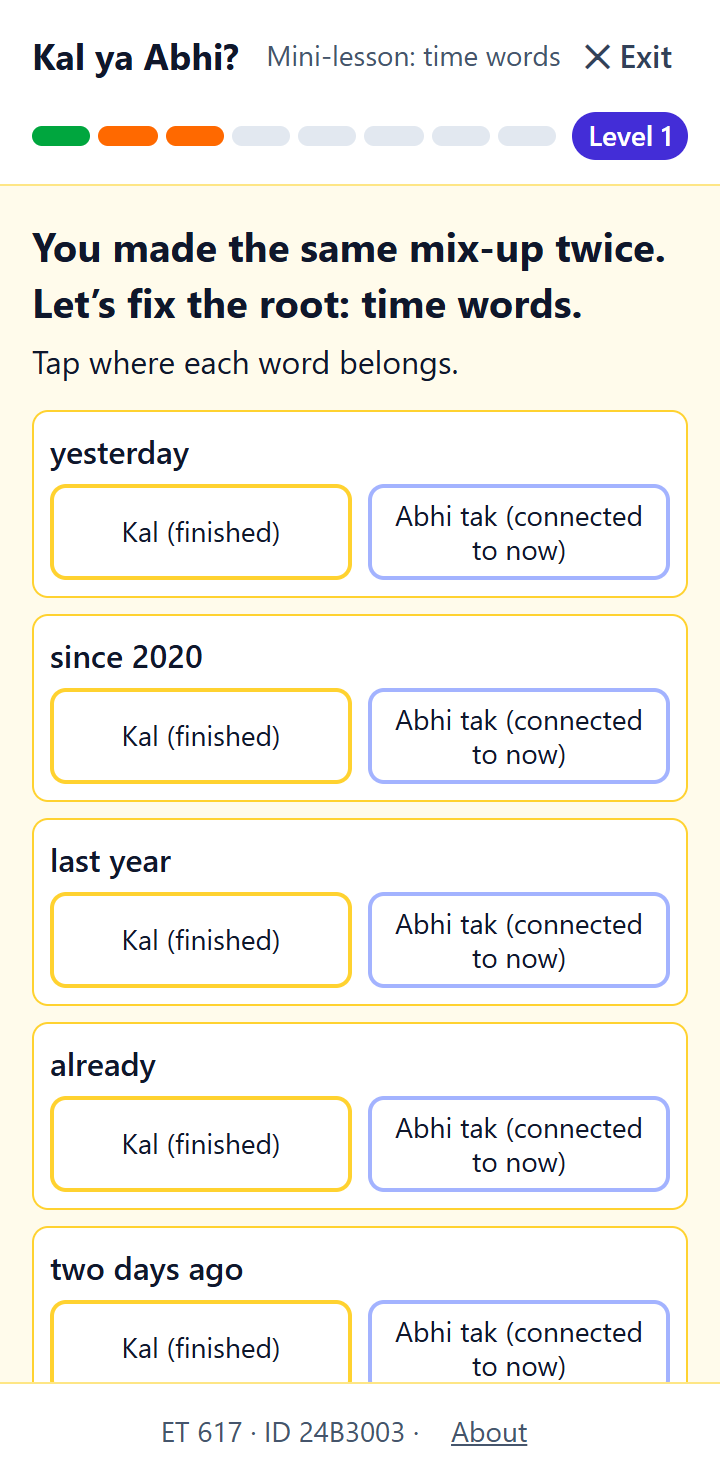 Kal ya Abhi? Mini-lesson: time words Exit
Level 1
You made the same mix-up twice.
Let’s fix the root: time words.
Tap where each word belongs.
yesterday
Kal (finished)
Abhi tak (connected
to now)
since 2020
Kal (finished)
Abhi tak (connected
to now)
last year
Kal (finished)
Abhi tak (connected
to now)
already
Kal (finished)
Abhi tak (connected
to now)
two days ago
Kal (finished)
Abhi tak (connected
to now)
ET 617 · ID 24B3003 · About